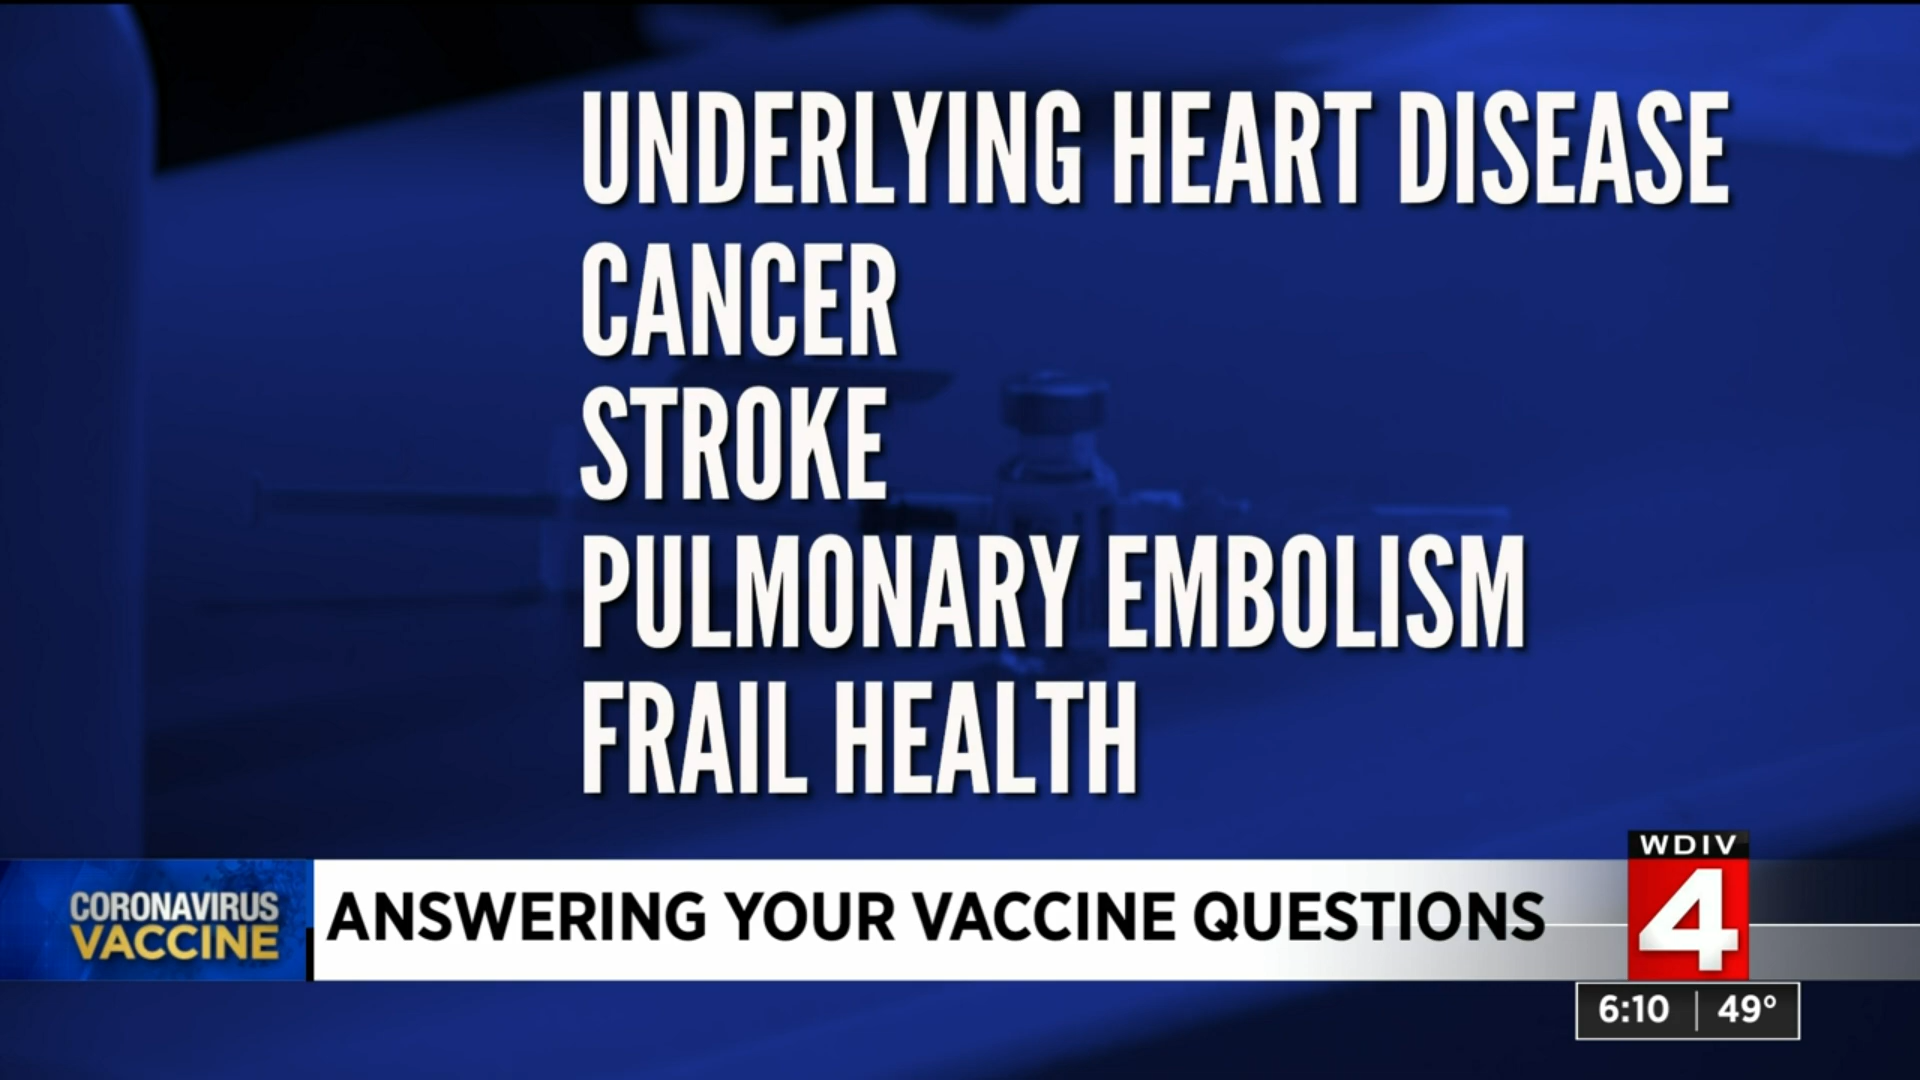 UNDERLYING HEART DISEASE
CANCER
STROKE
PULMONARY EMBOLISM
FRAIL HEALTH
CORONAVIRUS
VACCINE
ANSWERING YOUR VACCINE QUESTIONS
WDIV
4
6:10 49°